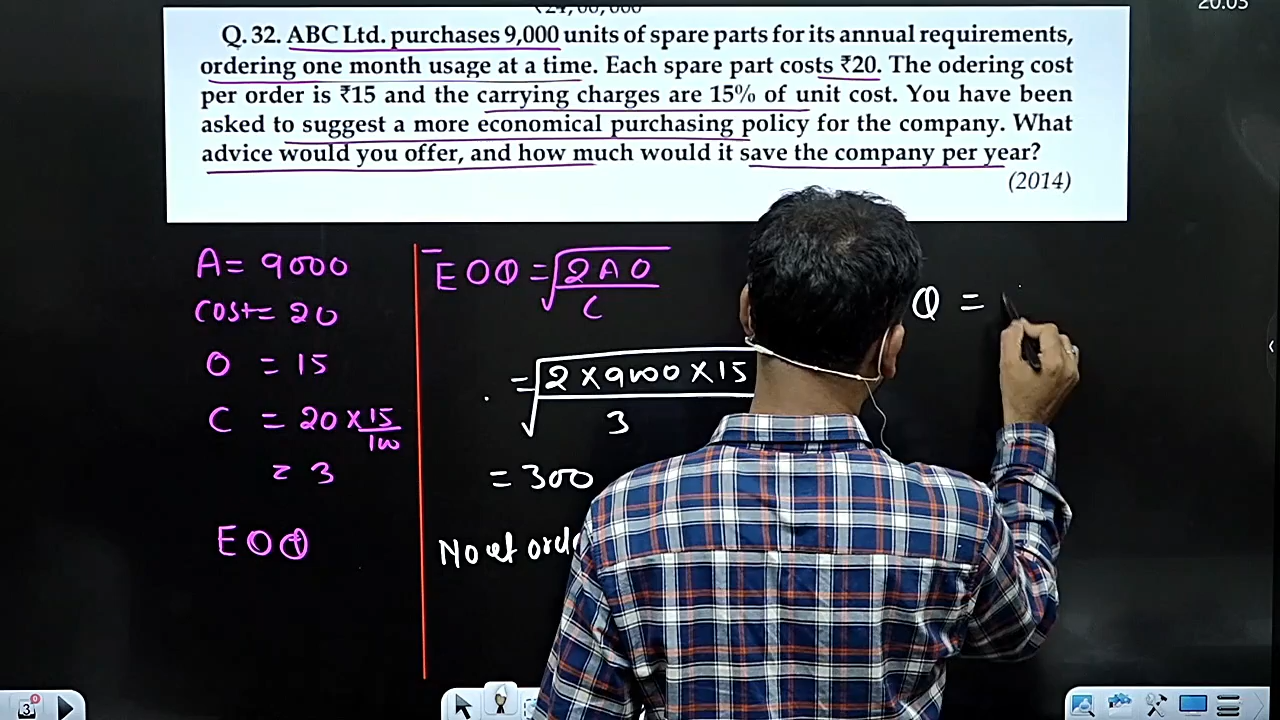 Q. 32. ABC Ltd. purchases 9,000 units of spare parts for its annual requirements,
ordering one month usage at a time. Each spare part costs ₹20. The odering cost
per order is ₹15 and the carrying charges are 15% of unit cost. You have been
asked to suggest a more economical purchasing policy for the company. What
advice would you offer, and how much would it save the company per year?
(2014)
A = 9000
Cost = 20
O = 15
C = 20 × 15/100
= 3
EOQ
EOQ = √2AO/C
= √2 × 9000 × 15/3
= 300
No of orde
Q =
3